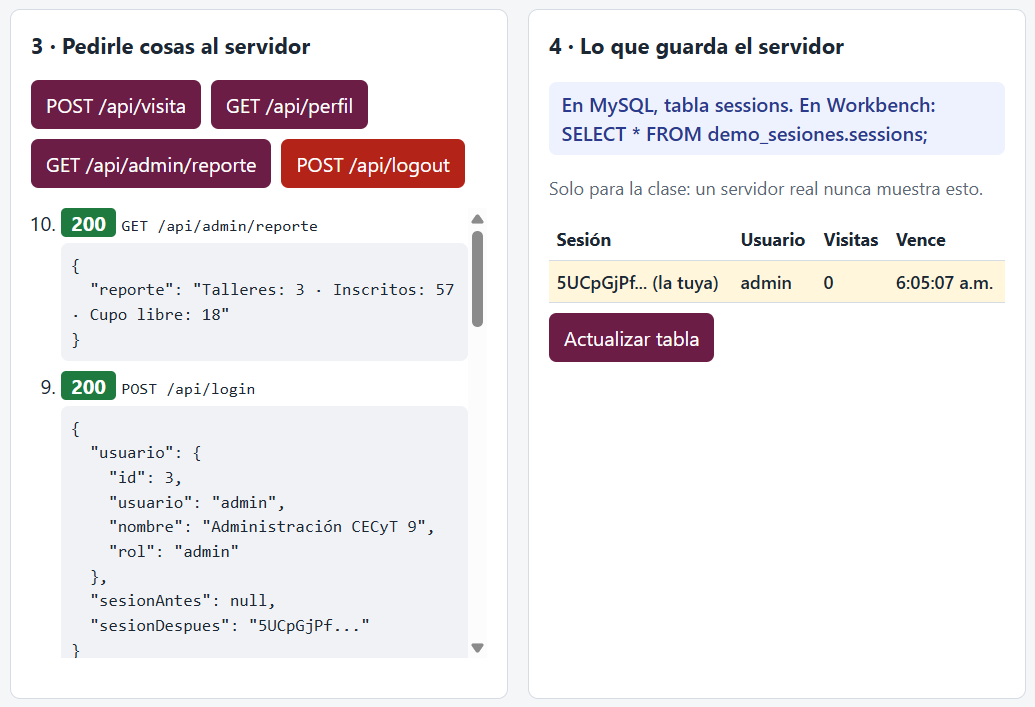 3 · Pedirle cosas al servidor
POST /api/visita
GET /api/perfil
GET /api/admin/reporte
POST /api/logout
10. 200 GET /api/admin/reporte
{
"reporte": "Talleres: 3 · Inscritos: 57
· Cupo libre: 18"
}
9. 200 POST /api/login
{
"usuario": {
"id": 3,
"usuario": "admin",
"nombre": "Administración CECyT 9",
"rol": "admin"
},
"sesionAntes": null,
"sesionDespues": "5UCpGjPf..."
}
4 · Lo que guarda el servidor
En MySQL, tabla sessions. En Workbench:
SELECT * FROM demo_sesiones.sessions;
Solo para la clase: un servidor real nunca muestra esto.
Sesión Usuario Visitas Vence
5UCpGjPf... (la tuya) admin 0 6:05:07 a.m.
Actualizar tabla